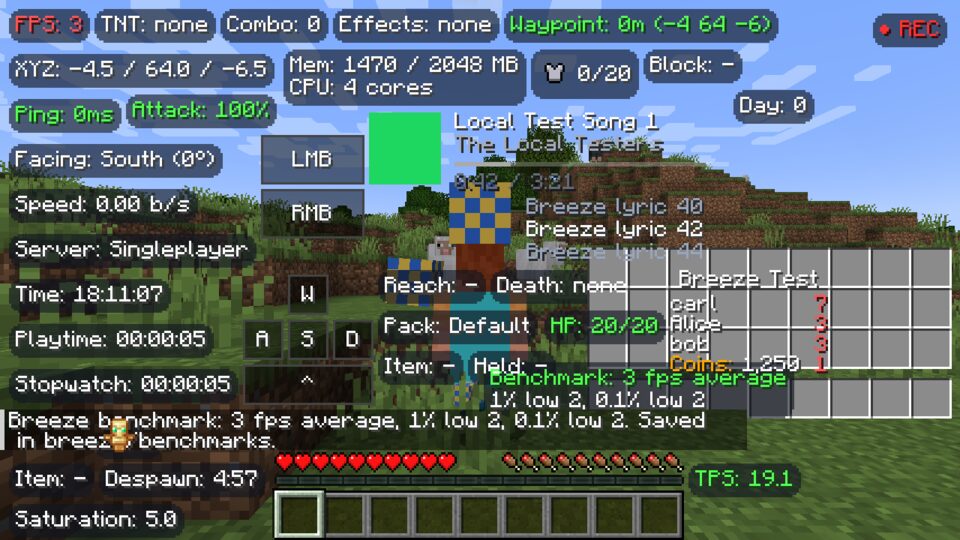 FPS: 3
TNT: none
Combo: 0
Effects: none
Waypoint: 0m (-4 64 -6)
● REC
XYZ: -4.5 / 64.0 / -6.5
Mem: 1470 / 2048 MB
CPU: 4 cores
0/20
Block: -
Day: 0
Ping: 0ms
Attack: 100%
Local Test Song 1
The Local Testers
0:42 / 3:21
Facing: South (0°)
LMB
RMB
Breeze lyric 40
Breeze lyric 42
Breeze lyric 44
Speed: 0.00 b/s
Server: Singleplayer
Time: 18:11:07
W
Reach: -
Death: none
Breeze Test
carl 7
Alice 3
bob 3
Coins: 1,250 1
Playtime: 00:00:05
A
S
D
Pack: Default
HP: 20/20
Item: -
Held: -
Stopwatch: 00:00:05
^
Benchmark: 3 fps average
1% low 2, 0.1% low 2
Breeze benchmark: 3 fps average, 1% low 2, 0.1% low 2. Saved
in breeze benchmarks.
Item: -
Despawn: 4:57
TPS: 19.1
Saturation: 5.0